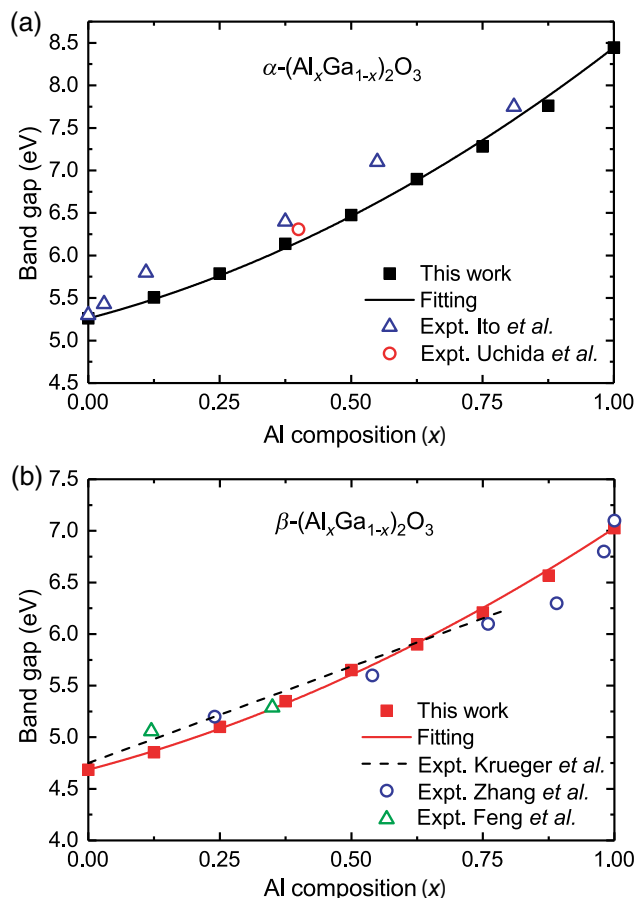 (a)
α-(AlxGa1-x)2O3
8.5
8.0
7.5
7.0
6.5
6.0
5.5
5.0
4.5
Band gap (eV)
This work
Fitting
Expt. Ito et al.
Expt. Uchida et al.
0.00 0.25 0.50 0.75 1.00
Al composition (x)
(b)
β-(AlxGa1-x)2O3
7.5
7.0
6.5
6.0
5.5
5.0
4.5
4.0
Band gap (eV)
This work
Fitting
Expt. Krueger et al.
Expt. Zhang et al.
Expt. Feng et al.
0.00 0.25 0.50 0.75 1.00
Al composition (x)